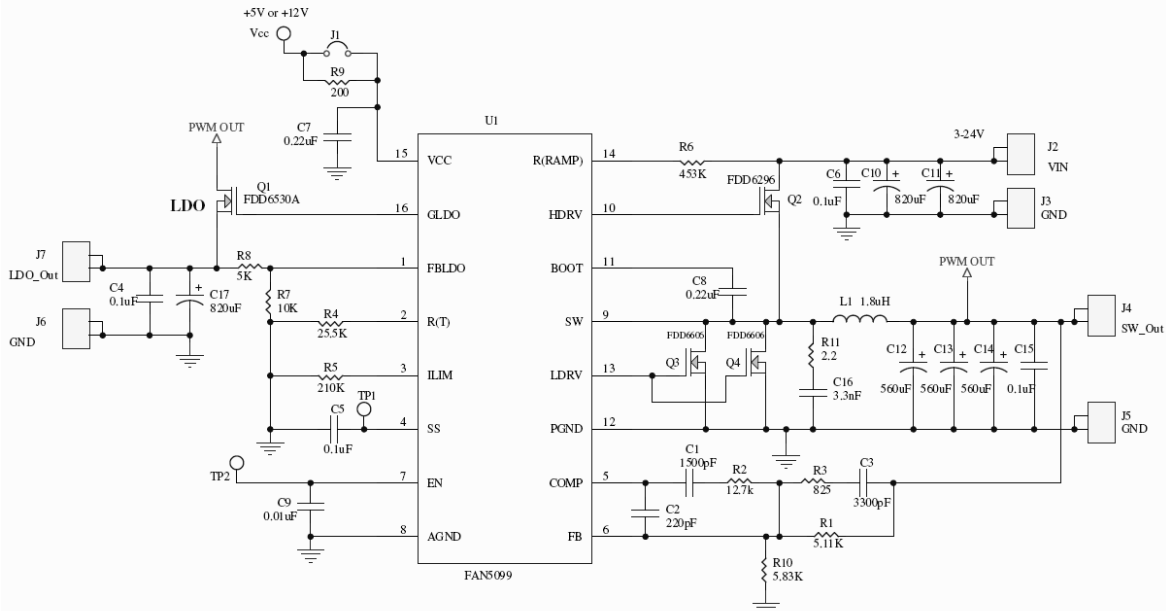 +5V or +12V
Vcc
J1
R9
200
U1
C7
0.22uF
PWM OUT
15 VCC
R(RAMP) 14
R6
453K
3-24V
J2
VIN
Q1
FDD6530A
LDO
16 GLDO
HDRV 10
FDD6296
Q2
C6
0.1uF
C10
+
820uF
C11
+
820uF
J3
GND
J7
LDO_Out
R8
5K
1 FBLDO
BOOT 11
C8
0.22uF
PWM OUT
C4
0.1uF
C17
+
820uF
R7
10K
J6
GND
R4
25.5K
2 R(T)
SW 9
L1 1.8uH
J4
SW_Out
FDD6605
FDD6606
Q3
Q4
R11
2.2
C12
+
560uF
C13
+
560uF
C14
+
560uF
C15
0.1uF
R5
210K
3 ILIM
LDRV 13
C16
3.3nF
C5
0.1uF
TP1
4 SS
PGND 12
J5
GND
TP2
7 EN
COMP 5
C1
1500pF
R2
12.7k
R3
825
C3
3300pF
C9
0.01uF
C2
220pF
8 AGND
FB 6
R1
5.11K
R10
5.83K
FAN5099